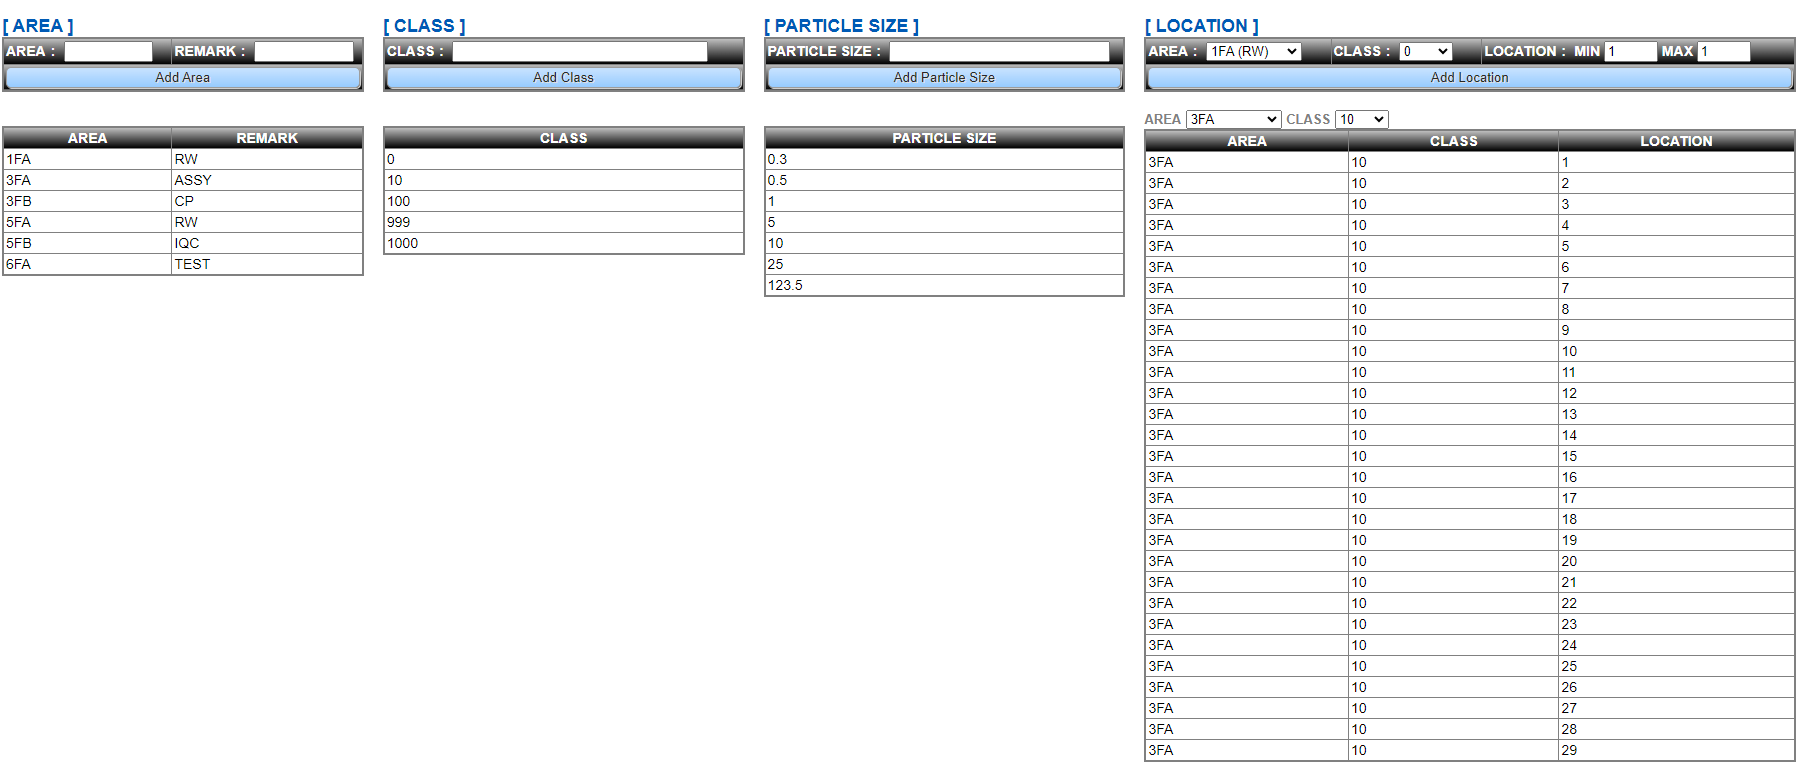 [ AREA ]
AREA : REMARK :
Add Area
AREA REMARK
1FA RW
3FA ASSY
3FB CP
5FA RW
5FB IQC
6FA TEST
[ CLASS ]
CLASS :
Add Class
CLASS
0
10
100
999
1000
[ PARTICLE SIZE ]
PARTICLE SIZE :
Add Particle Size
PARTICLE SIZE
0.3
0.5
1
5
10
25
123.5
[ LOCATION ]
AREA : 1FA (RW) CLASS : 0 LOCATION : MIN 1 MAX 1
Add Location
AREA 3FA CLASS 10
AREA CLASS LOCATION
3FA 10 1
3FA 10 2
3FA 10 3
3FA 10 4
3FA 10 5
3FA 10 6
3FA 10 7
3FA 10 8
3FA 10 9
3FA 10 10
3FA 10 11
3FA 10 12
3FA 10 13
3FA 10 14
3FA 10 15
3FA 10 16
3FA 10 17
3FA 10 18
3FA 10 19
3FA 10 20
3FA 10 21
3FA 10 22
3FA 10 23
3FA 10 24
3FA 10 25
3FA 10 26
3FA 10 27
3FA 10 28
3FA 10 29